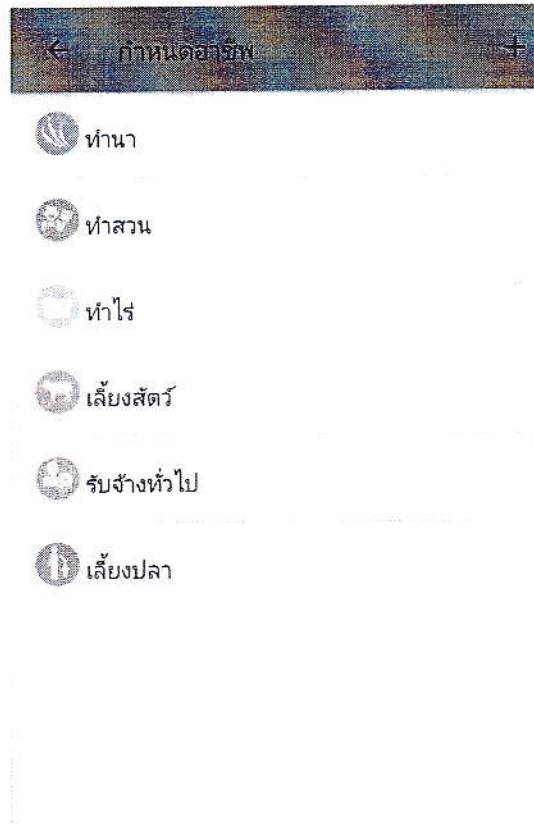 กำหนดอาชีพ
ทำนา
ทำสวน
ทำไร่
เลี้ยงสัตว์
รับจ้างทั่วไป
เลี้ยงปลา